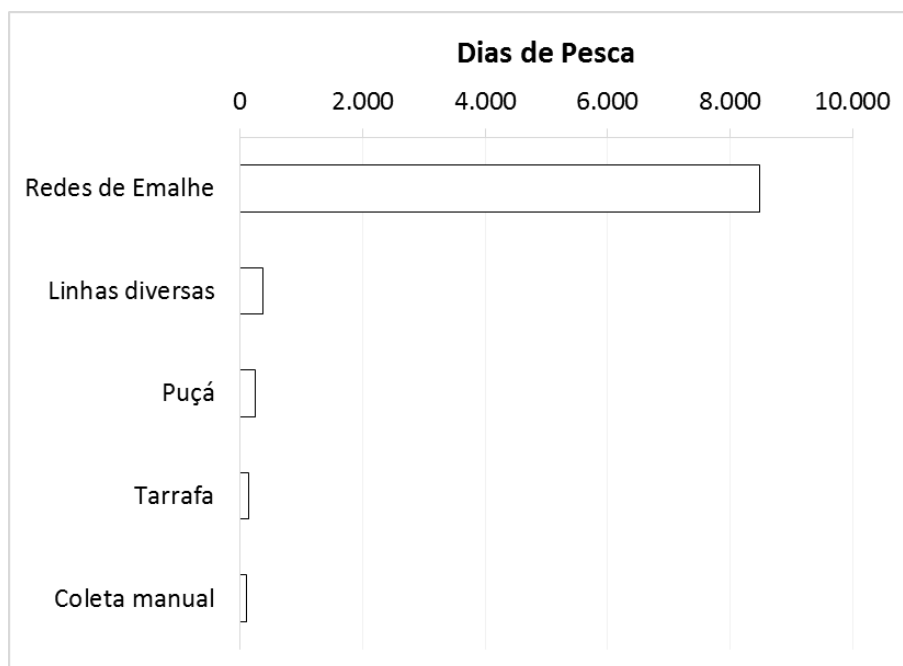 Dias de Pesca
0 2.000 4.000 6.000 8.000 10.000
Redes de Emalhe
Linhas diversas
Puçá
Tarrafa
Coleta manual